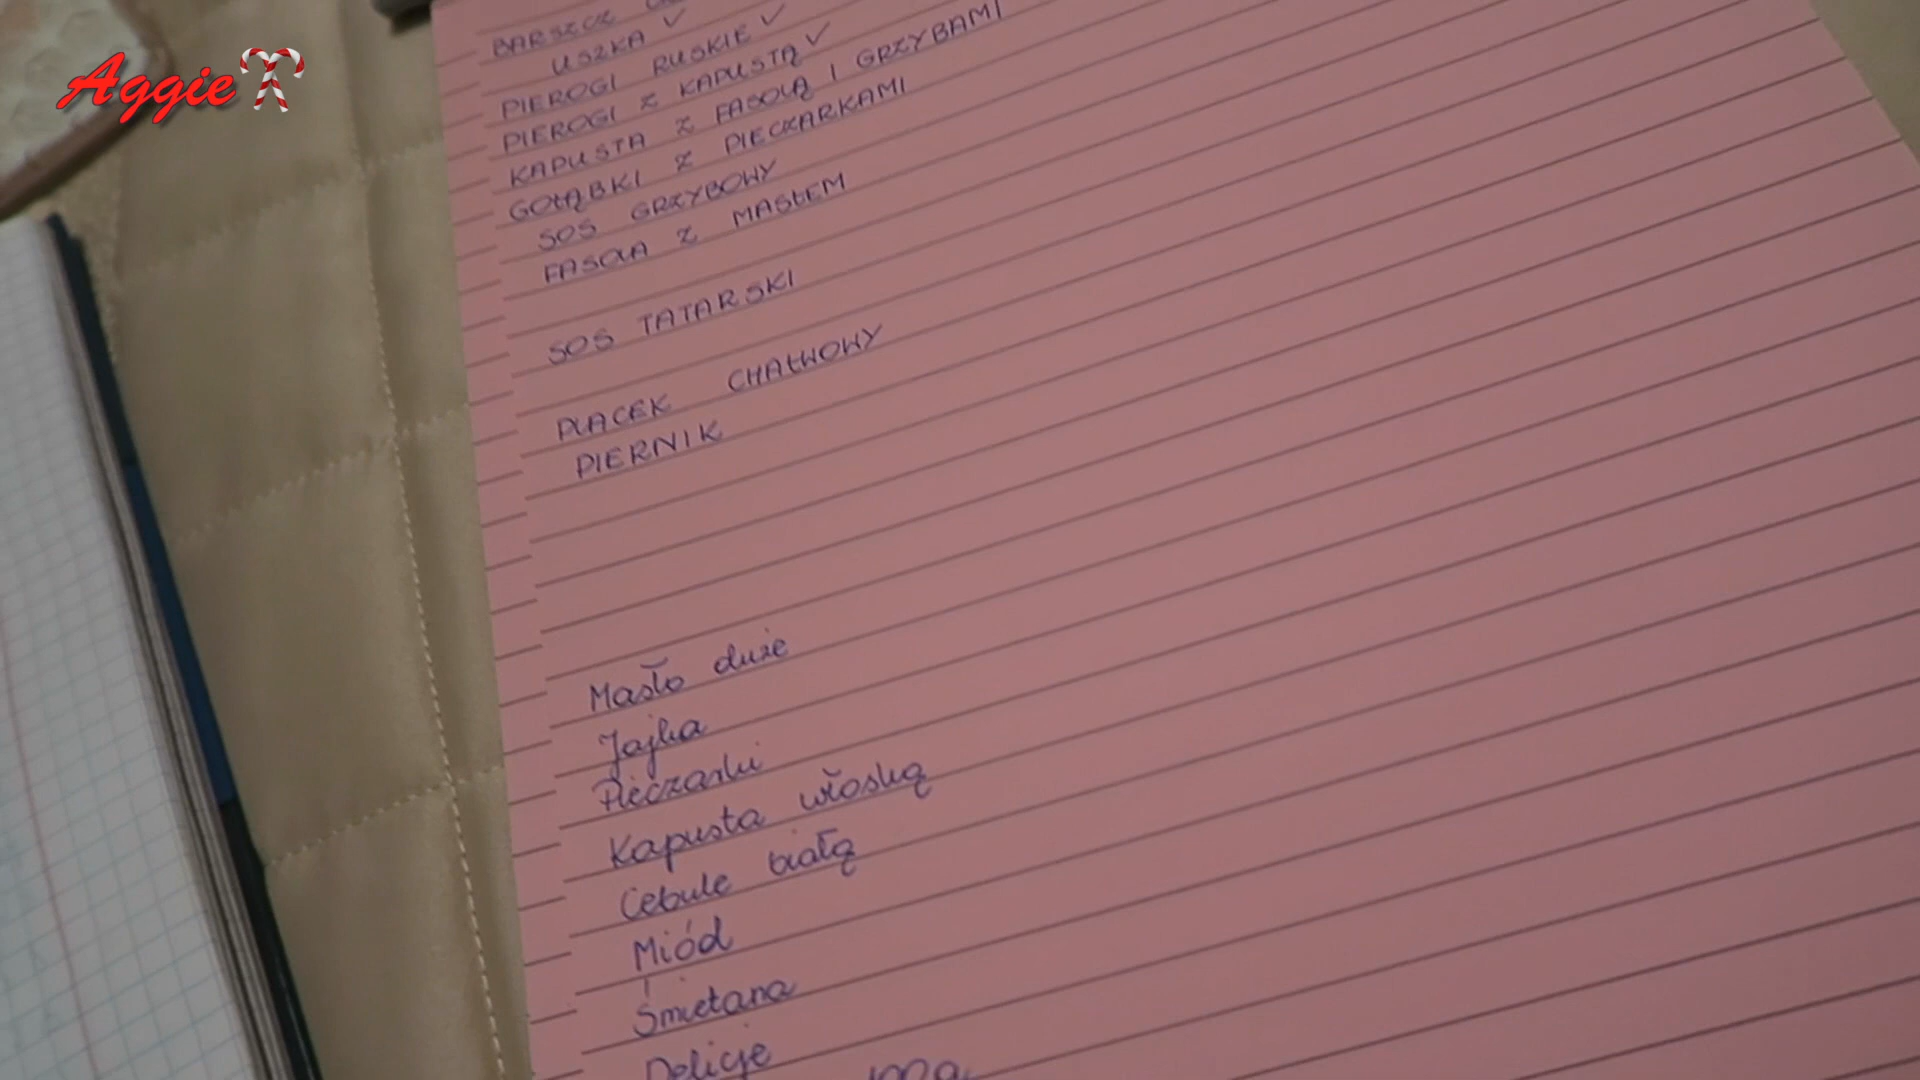 Aggie
BARSZCZ
USZKA ✓
PIEROGI RUSKIE ✓
PIEROGI Z KAPUSTĄ ✓
KAPUSTA Z FASOLĄ I GRZYBAMI
GOŁĄBKI Z PIECZARKAMI
SOS GRZYBOWY
FASOLA Z MASŁEM
SOS TATARSKI
PLACEK CHAŁWOWY
PIERNIK
Masło duże
Jajka
Pieczarki
Kapusta włoską
Cebule białą
Miód
Śmietana
Delicje